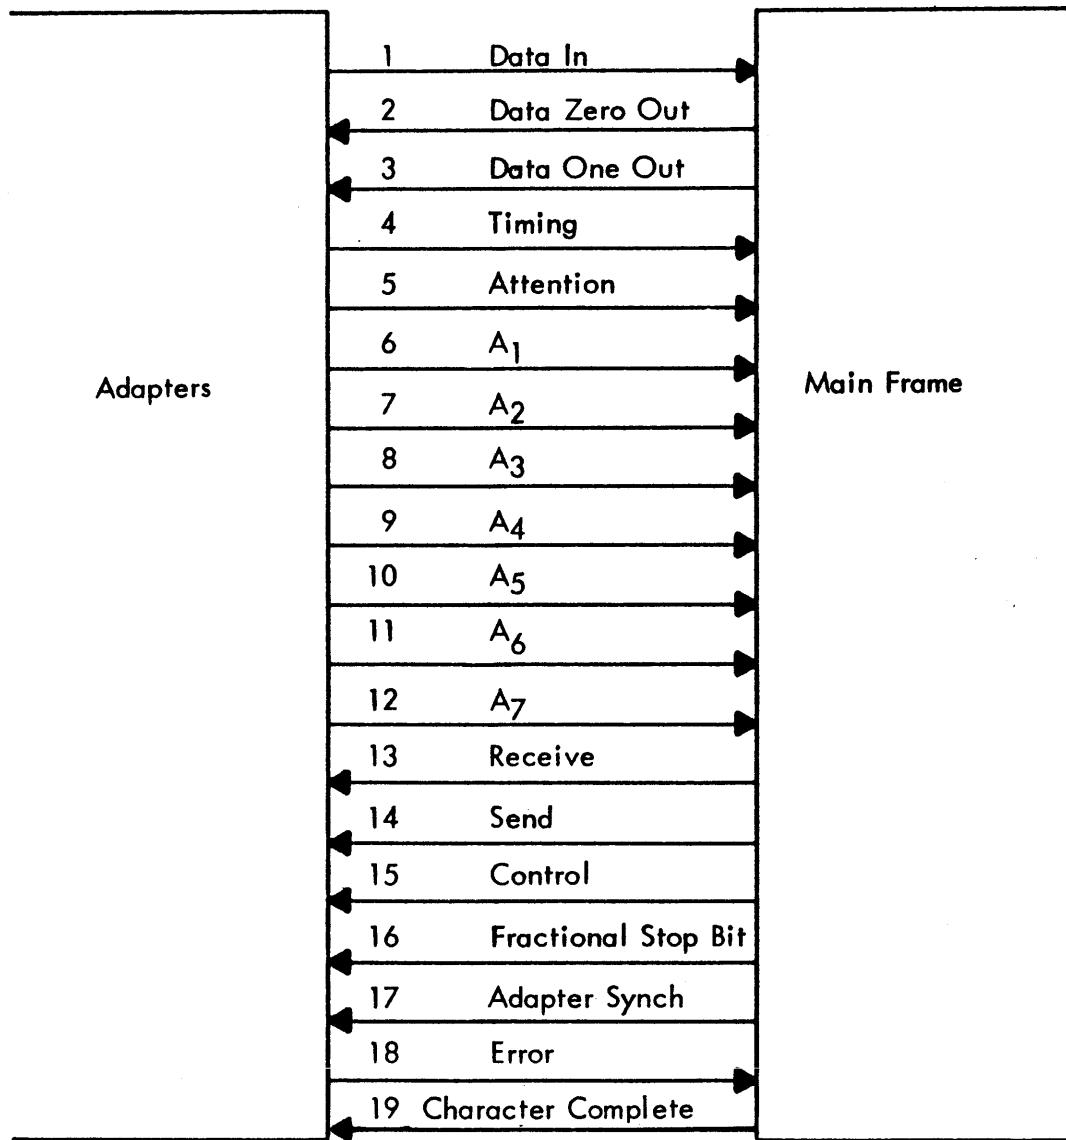 1 Data In
2 Data Zero Out
3 Data One Out
4 Timing
5 Attention
6 A1
Adapters
Main Frame
7 A2
8 A3
9 A4
10 A5
11 A6
12 A7
13 Receive
14 Send
15 Control
16 Fractional Stop Bit
17 Adapter Synch
18 Error
19 Character Complete